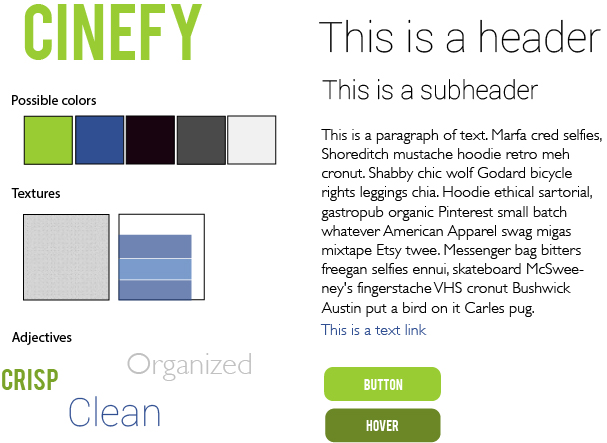 CINEFY
Possible colors
Textures
Adjectives
Organized
CRISP
Clean
This is a header
This is a subheader
This is a paragraph of text. Marfa cred selfies,
Shoreditch mustache hoodie retro meh
cronut. Shabby chic wolf Godard bicycle
rights leggings chia. Hoodie ethical sartorial,
gastropub organic Pinterest small batch
whatever American Apparel swag migas
mixtape Etsy twee. Messenger bag bitters
freegan selfies ennui, skateboard McSwee-
ney's fingerstache VHS cronut Bushwick
Austin put a bird on it Carles pug.
This is a text link
BUTTON
HOVER